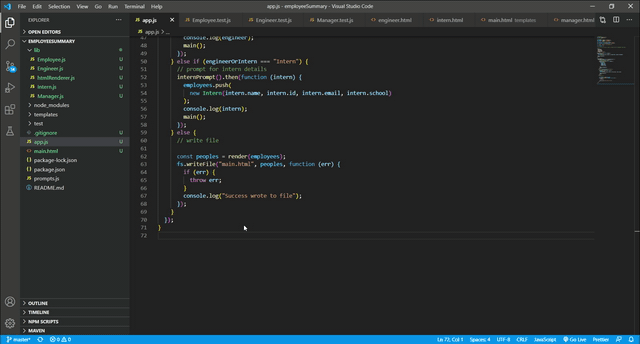 File Edit Selection View Go Run Terminal Help
app.js - employeeSummary - Visual Studio Code
EXPLORER
app.js
Employee.test.js
Engineer.test.js
Manager.test.js
engineer.html
intern.html
main.html templates
manager.html
OPEN EDITORS
EMPLOYEESUMMARY
lib
Employee.js U
Engineer.js U
htmlRenderer.js U
Intern.js U
Manager.js U
node_modules
templates
test
.gitignore U
app.js U
main.html U
package-lock.json
package.json
prompts.js U
README.md
OUTLINE
TIMELINE
NPM SCRIPTS
MAVEN
app.js > ...
47 console.log(engineer);
48 main();
49 });
50 } else if (engineerOrIntern === "Intern") {
51 // prompt for intern details
52 internPrompt().then(function (intern) {
53 employees.push(
54 new Intern(intern.name, intern.id, intern.email, intern.school)
55 );
56 console.log(intern);
57 main();
58 });
59 } else {
60 // write file
61
62 const peoples = render(employees);
63 fs.writeFile("main.html", peoples, function (err) {
64 if (err) {
65 throw err;
66 }
67 console.log("Success wrote to file");
68 });
69 }
70 });
71 }
72
master*
0 0
Ln 72, Col 1 Spaces: 4 UTF-8 CRLF JavaScript Go Live Prettier